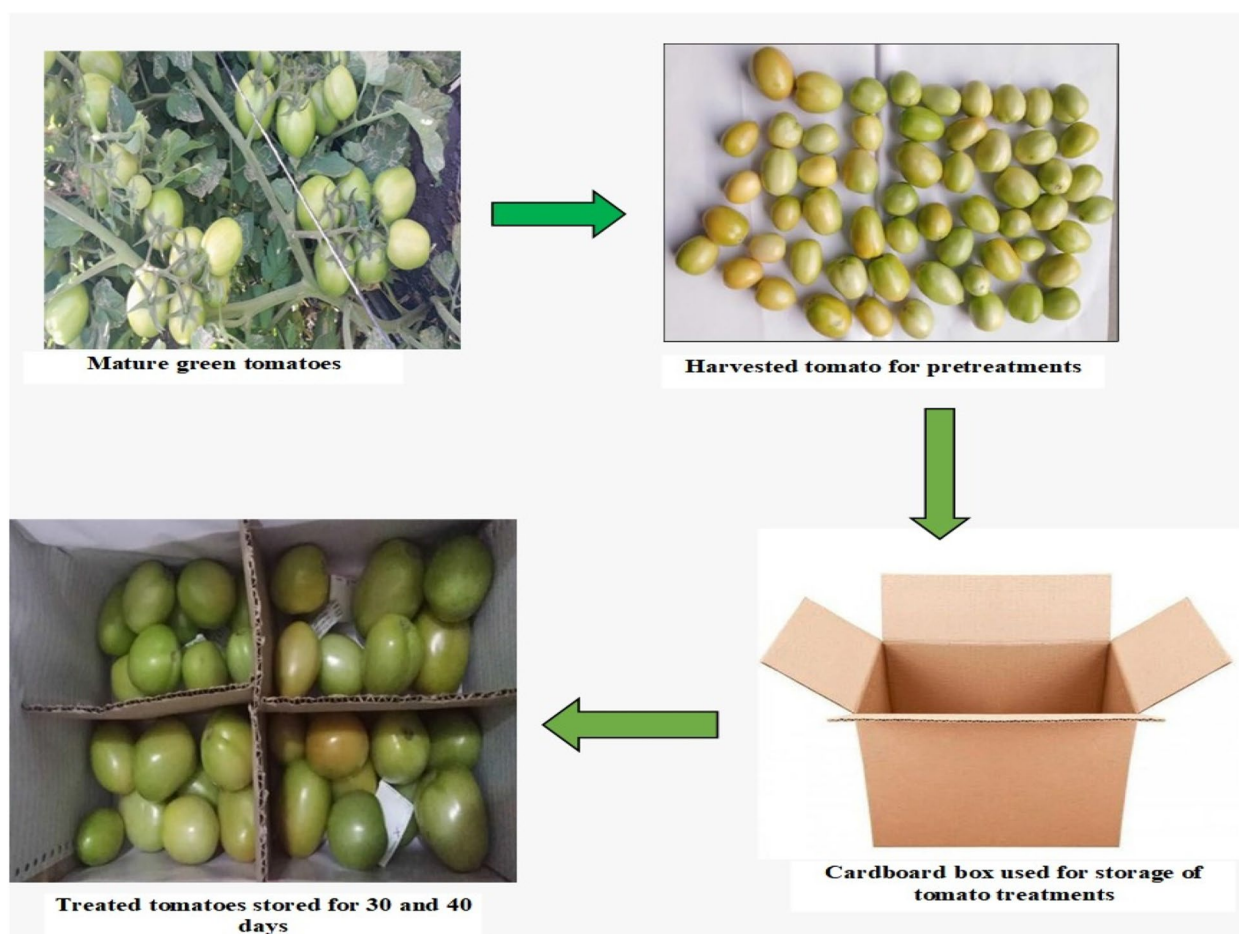 Mature green tomatoes
Harvested tomato for pretreatments
Cardboard box used for storage of
tomato treatments
Treated tomatoes stored for 30 and 40
days